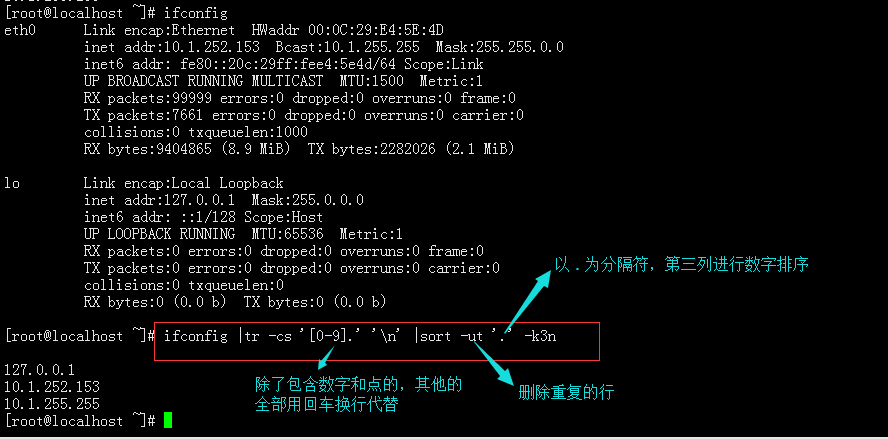 [root@localhost ~]# ifconfig
eth0      Link encap:Ethernet  HWaddr 00:0C:29:E4:5E:4D
          inet addr:10.1.252.153  Bcast:10.1.255.255  Mask:255.255.0.0
          inet6 addr: fe80::20c:29ff:fee4:5e4d/64 Scope:Link
          UP BROADCAST RUNNING MULTICAST  MTU:1500  Metric:1
          RX packets:99999 errors:0 dropped:0 overruns:0 frame:0
          TX packets:7661 errors:0 dropped:0 overruns:0 carrier:0
          collisions:0 txqueuelen:1000
          RX bytes:9404865 (8.9 MiB)  TX bytes:2282026 (2.1 MiB)
lo        Link encap:Local Loopback
          inet addr:127.0.0.1  Mask:255.0.0.0
          inet6 addr: ::1/128 Scope:Host
          UP LOOPBACK RUNNING  MTU:65536  Metric:1
          RX packets:0 errors:0 dropped:0 overruns:0 frame:0
          TX packets:0 errors:0 dropped:0 overruns:0 carrier:0
          collisions:0 txqueuelen:0
          RX bytes:0 (0.0 b)  TX bytes:0 (0.0 b)
以.为分隔符，第三列进行数字排序
[root@localhost ~]# ifconfig |tr -cs '[0-9].' '\n' |sort -ut '.' -k3n
127.0.0.1
10.1.252.153
10.1.255.255
[root@localhost ~]#
除了包含数字和点的，其他的
全部用回车换行代替
删除重复的行